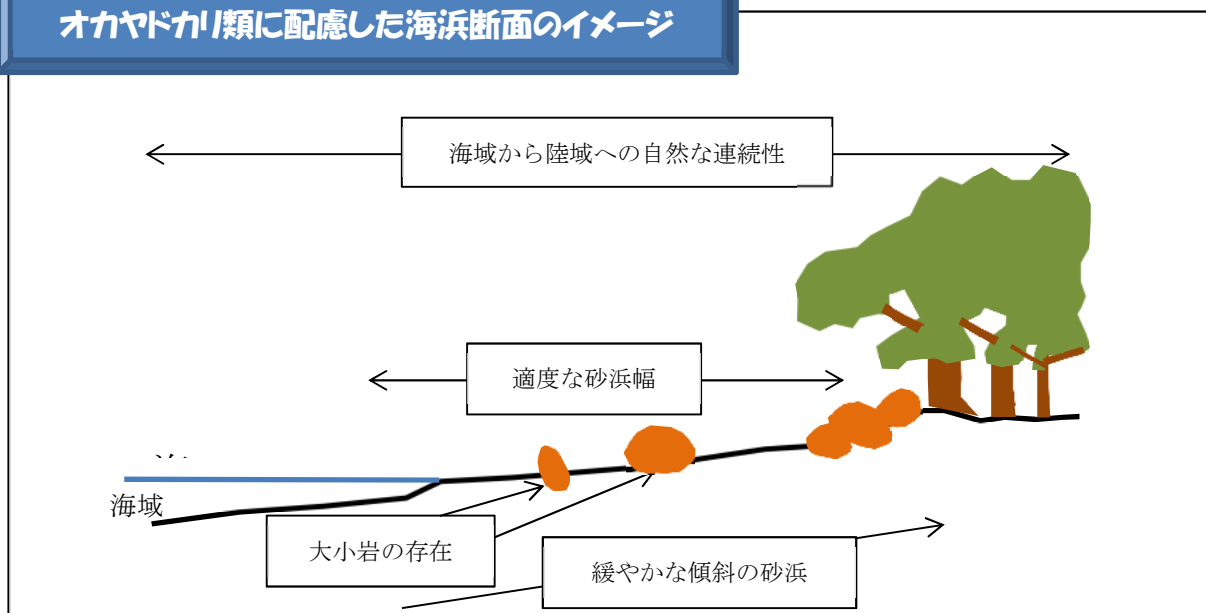 オカヤドカリ類に配慮した海浜断面のイメージ
海域から陸域への自然な連続性
適度な砂浜幅
海域
大小岩の存在
緩やかな傾斜の砂浜